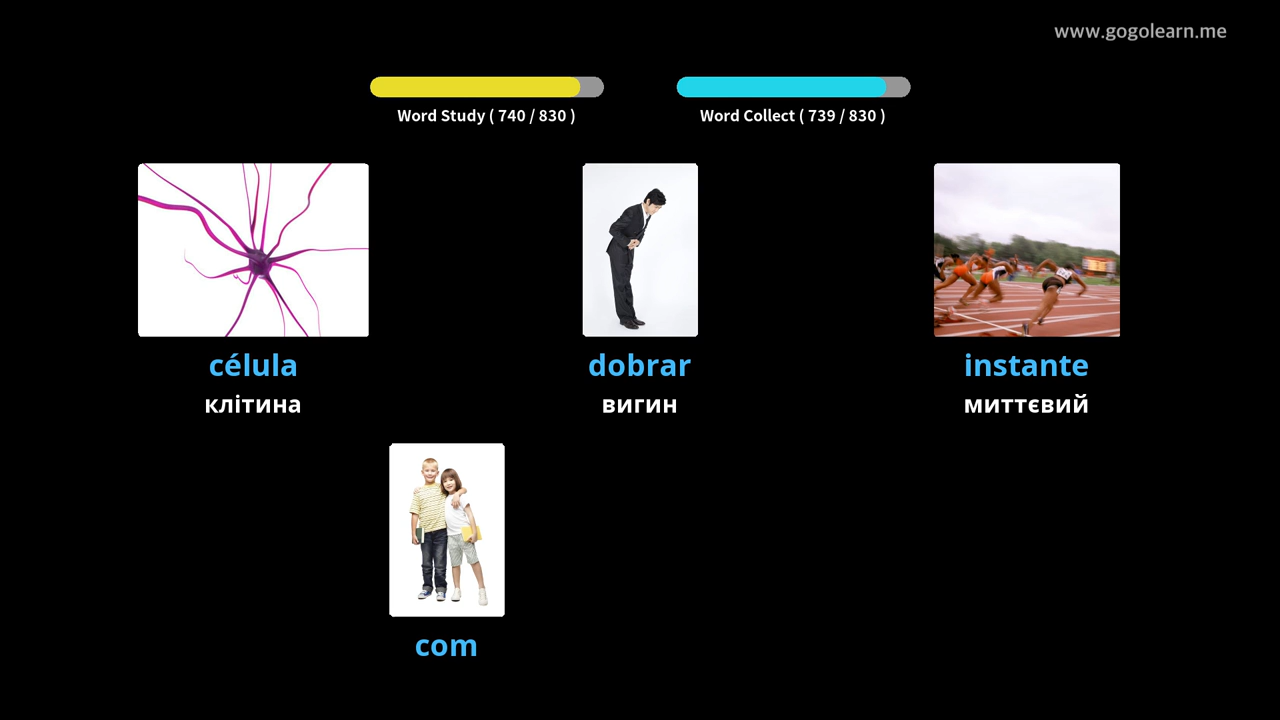 www.gogolearn.me
Word Study ( 740 / 830 )
Word Collect ( 739 / 830 )
célula
dobrar
instante
клітина
вигин
миттєвий
com